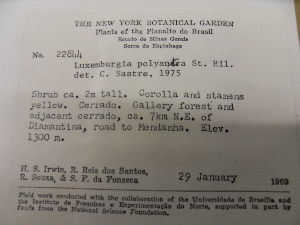 THE NEW YORK BOTANICAL GARDEN
Plants of the Planalto do Brasil
Estado de Minas Gerais
Serra do Espinhaço
No. 22844
Luxemburgia polyandra St. Hil.
det. C. Sastre, 1975
Shrub ca. 2m tall. Corolla and stamens
yellow. Cerrado. Gallery forest and
adjacent cerrado, ca. 7km N.E. of
Diamantina, road to Mendanha. Elev.
1300 m.
H. S. Irwin, R. Reis dos Santos,
R. Souza, & S. F. da Fonseca
29 January 1969
Field work conducted with the collaboration of the Universidade de Brasilia and
the Instituto de Pesquisas e Experimentação do Norte, supported in part by
funds from the National Science Foundation.